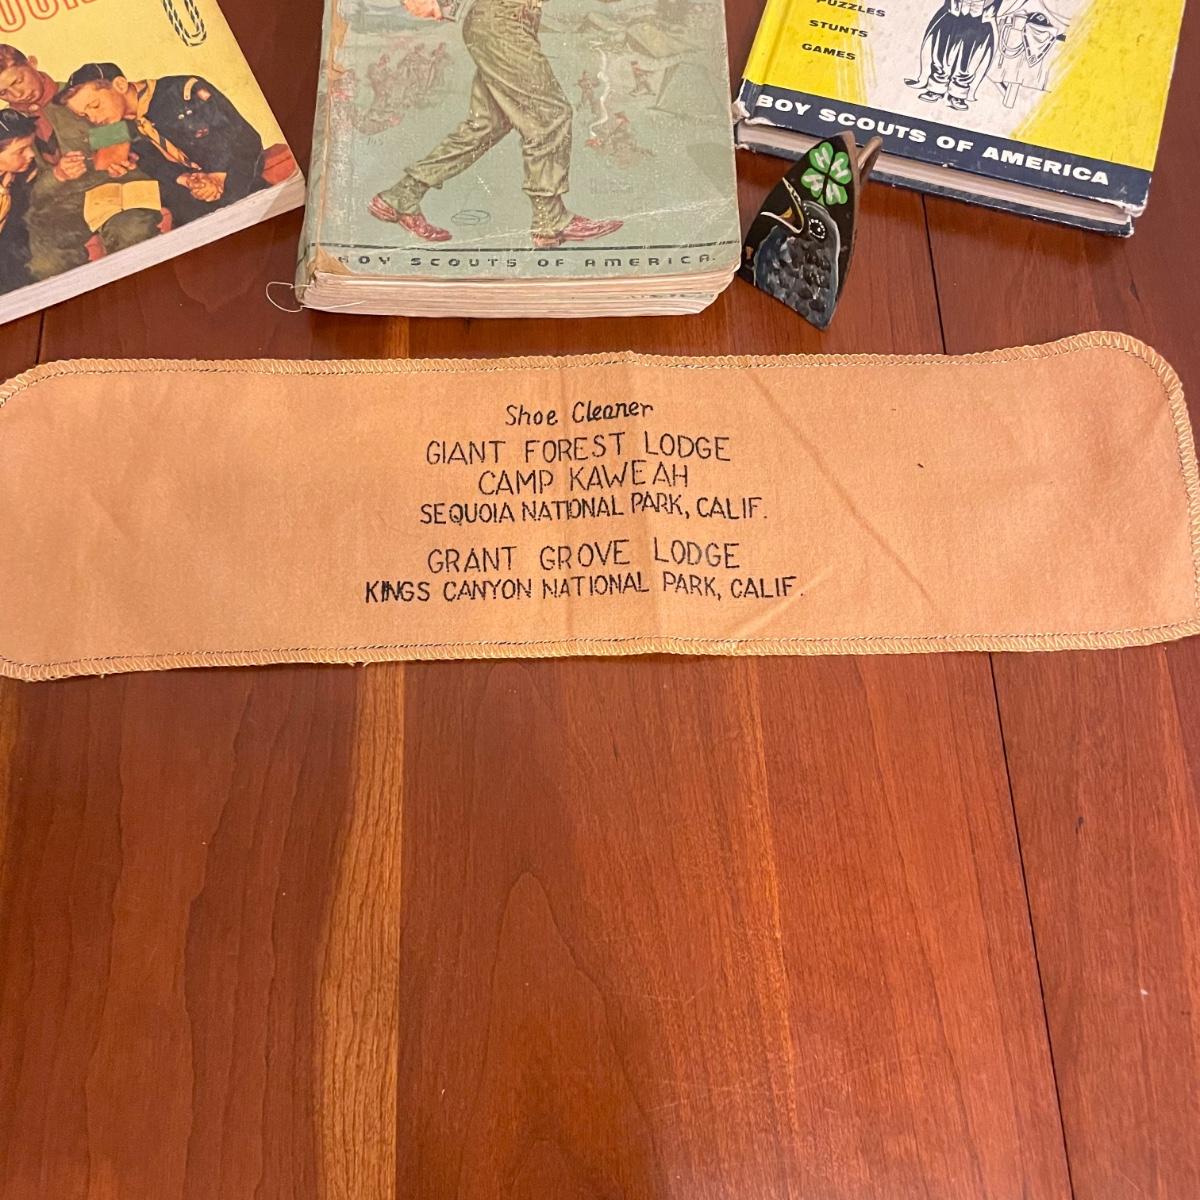 PUZZLES
STUNTS
GAMES
BOY SCOUTS OF AMERICA
BOY SCOUTS OF AMERICA
H H
H H
Shoe Cleaner
GIANT FOREST LODGE
CAMP KAWEAH
SEQUOIA NATIONAL PARK, CALIF.
GRANT GROVE LODGE
KINGS CANYON NATIONAL PARK, CALIF.